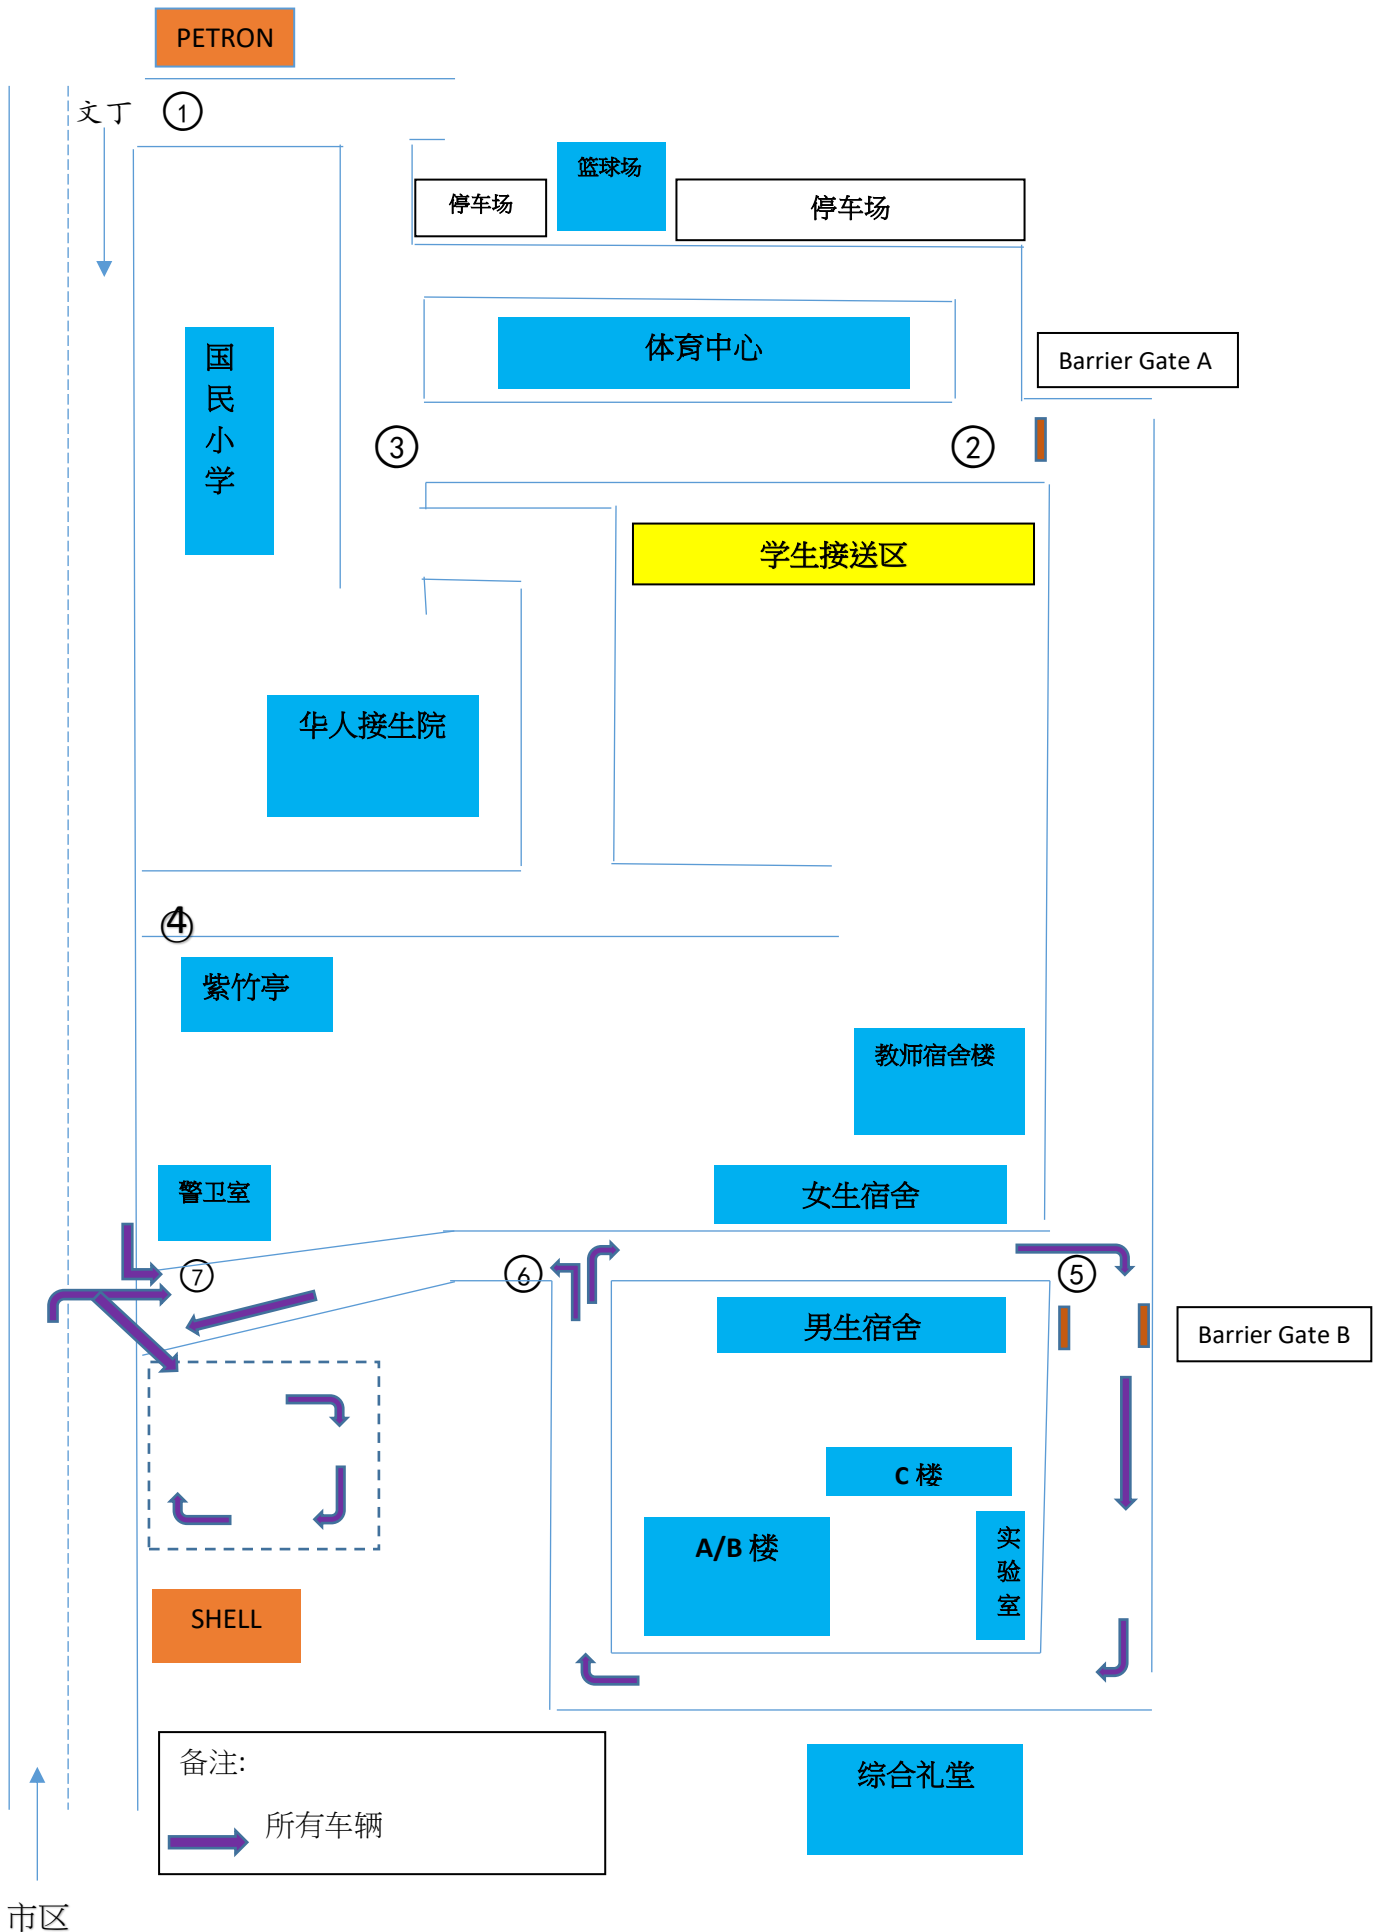 PETRON
文丁
①
篮球场
停车场
停车场
体育中心
Barrier Gate A
国
民
小
学
③
②
学生接送区
华人接生院
④
紫竹亭
教师宿舍楼
警卫室
女生宿舍
⑦
⑥
⑤
男生宿舍
Barrier Gate B
C 楼
A/B 楼
实
验
室
SHELL
备注:
所有车辆
综合礼堂
市区